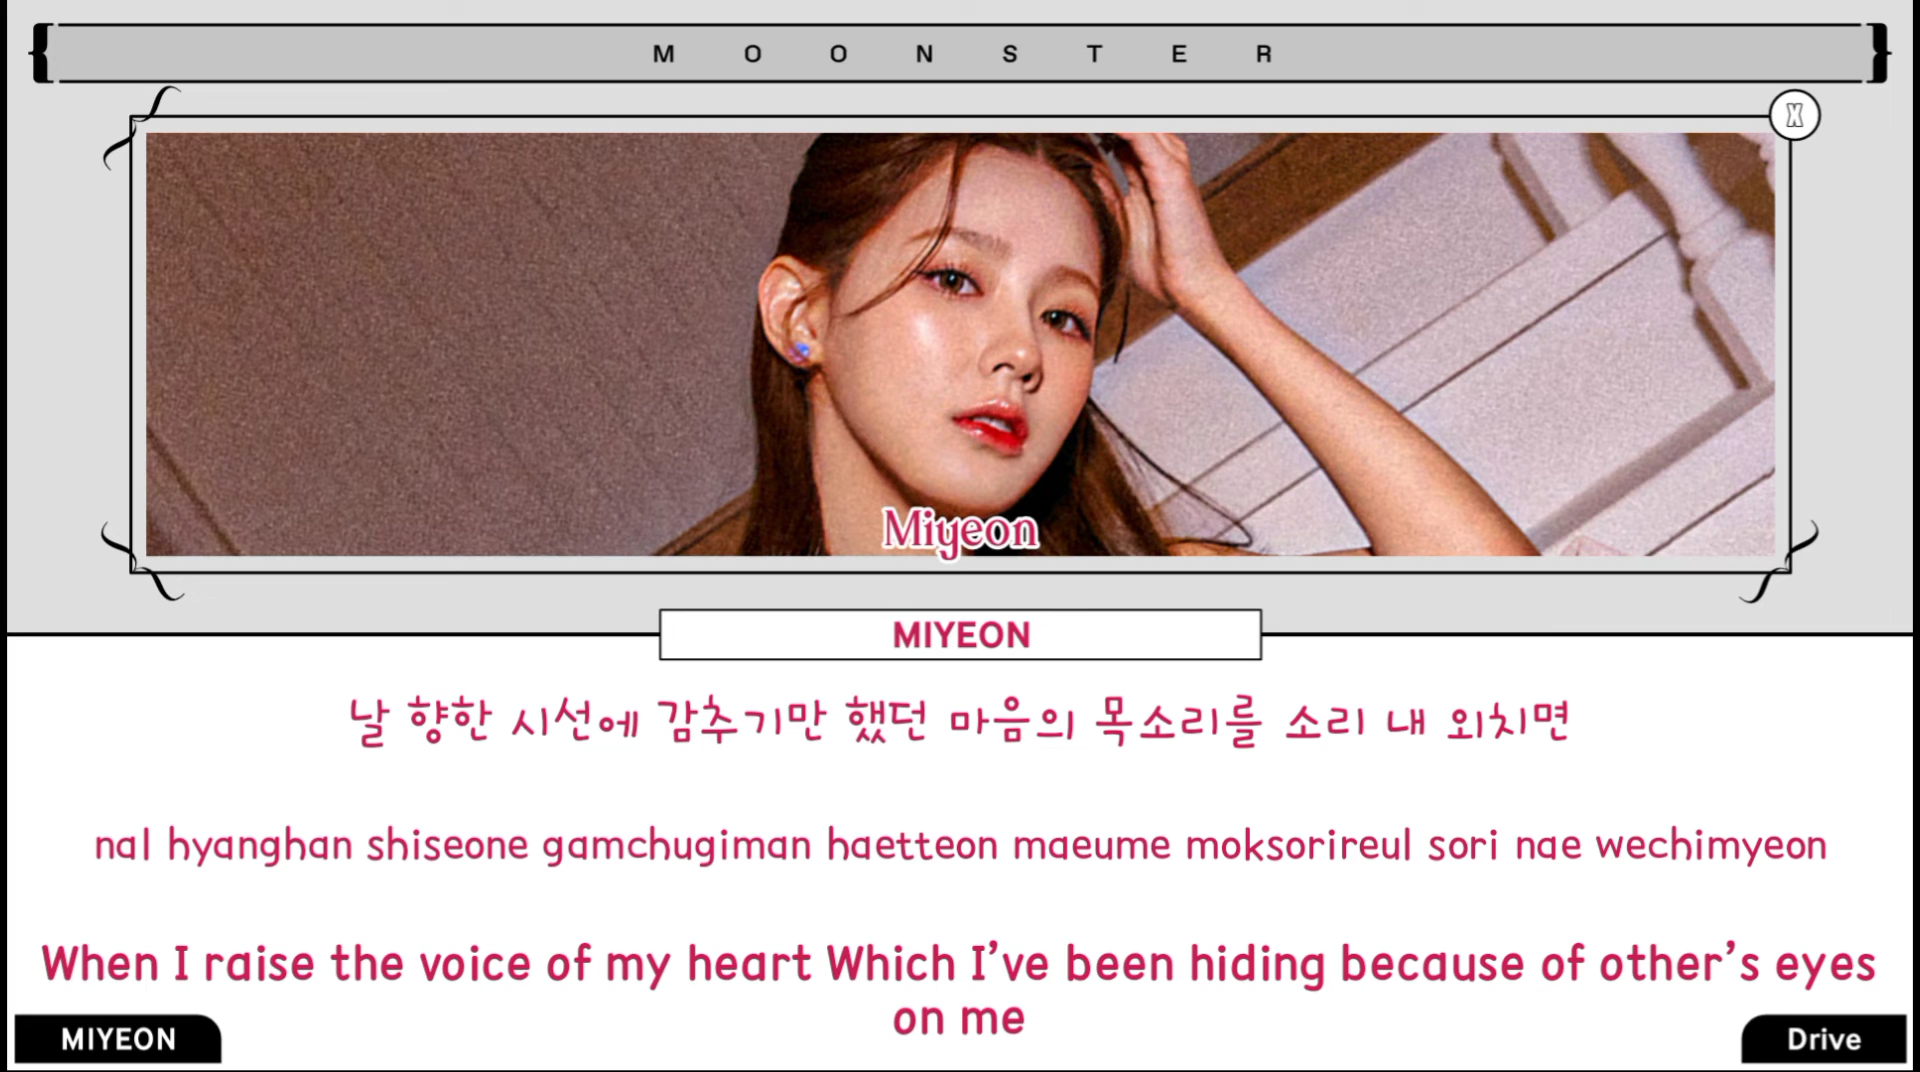 M O O N S T E R
X
Miyeon
MIYEON
날 향한 시선에 감추기만 했던 마음의 목소리를 소리 내 외치면
nal hyanghan shiseone gamchugiman haetteon maeume moksorireul sori nae wechimyeon
When I raise the voice of my heart Which I've been hiding because of other's eyes
on me
MIYEON
Drive